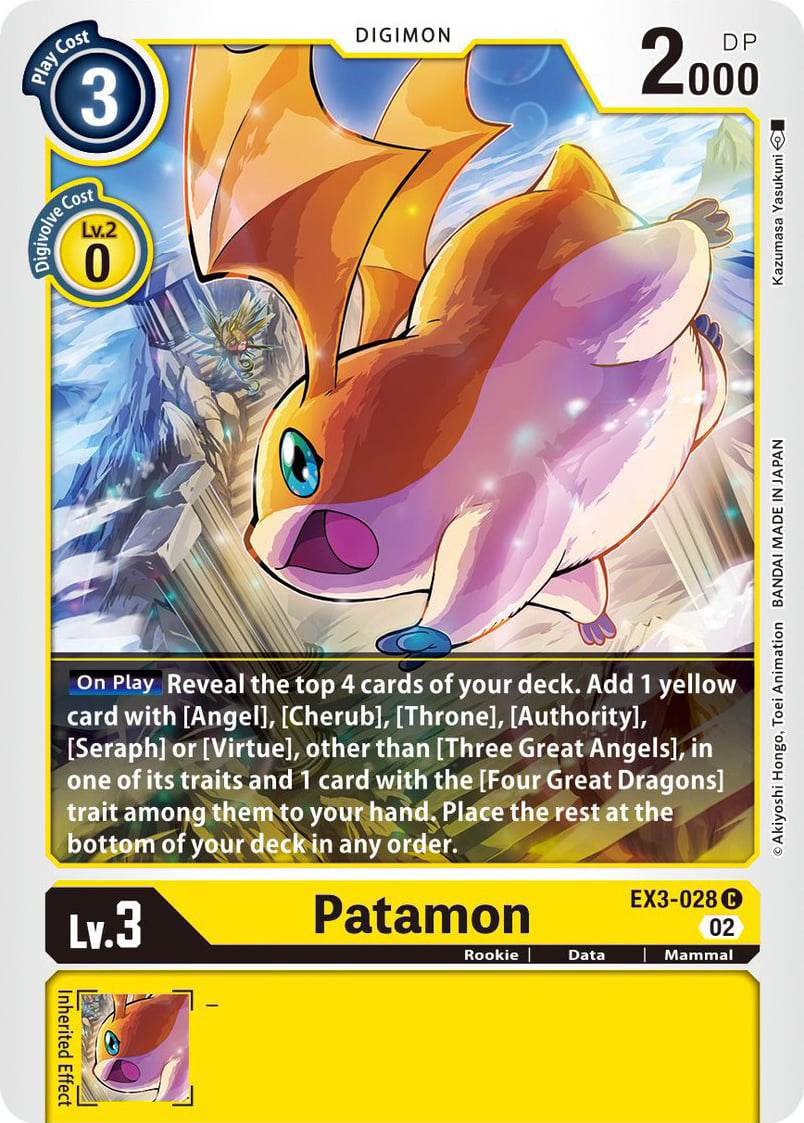 Play Cost
3
DIGIMON
DP
2000
Digivolve Cost
Lv.2
0
Kazumasa Yasukuni
On Play Reveal the top 4 cards of your deck. Add 1 yellow
card with [Angel], [Cherub], [Throne], [Authority],
[Seraph] or [Virtue], other than [Three Great Angels], in
one of its traits and 1 card with the [Four Great Dragons]
trait among them to your hand. Place the rest at the
bottom of your deck in any order.
© Akiyoshi Hongo, Toei Animation BANDAI MADE IN JAPAN
Lv.3
Patamon
EX3-028 C
02
Rookie | Data | Mammal
Inherited Effect
–